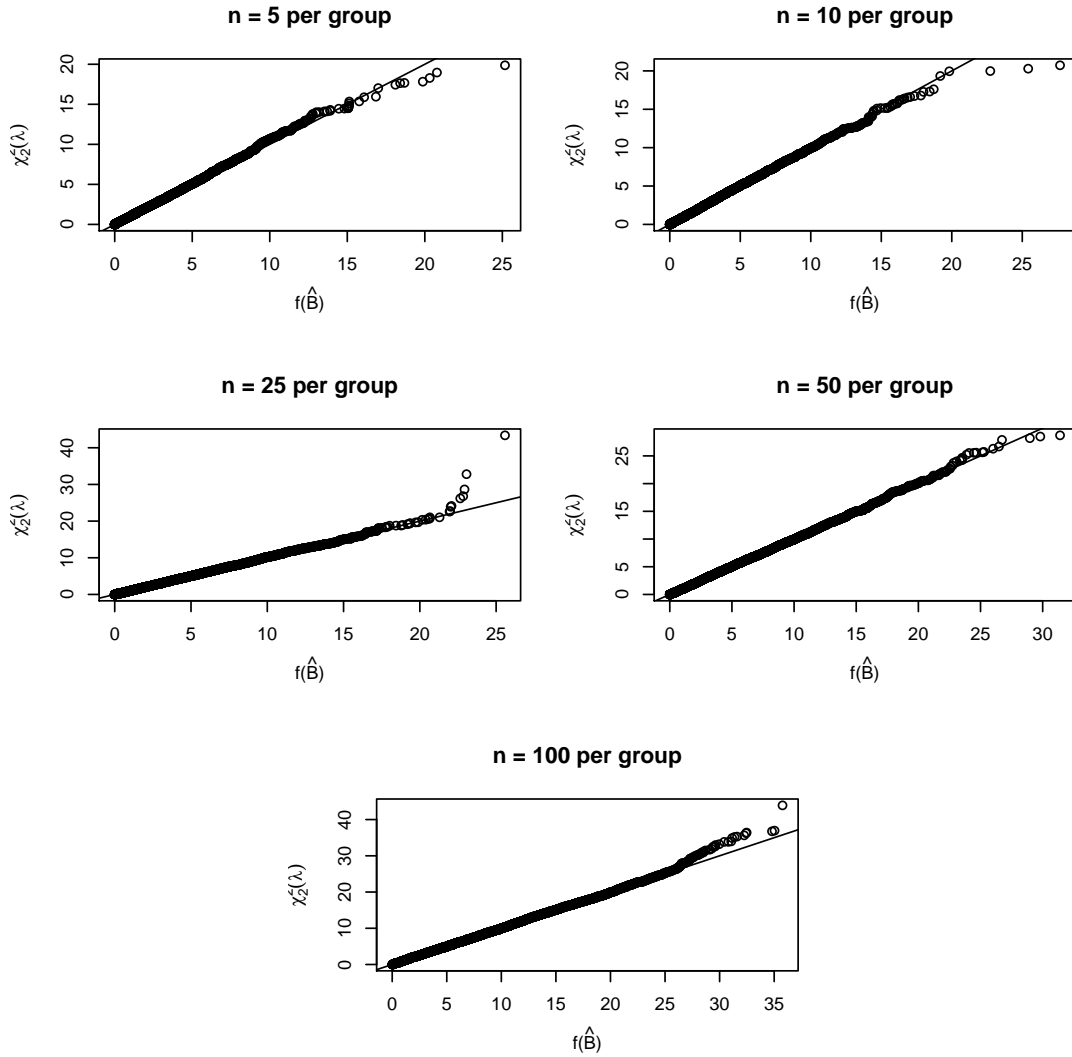 n = 5 per group
20
15
10
5
0
χ₂²(λ)
0 5 10 15 20 25
f(B̂)
n = 10 per group
20
15
10
5
0
χ₂²(λ)
0 5 10 15 20 25
f(B̂)
n = 25 per group
40
30
20
10
0
χ₂²(λ)
0 5 10 15 20 25
f(B̂)
n = 50 per group
25
15
5
0
χ₂²(λ)
0 5 10 15 20 25 30
f(B̂)
n = 100 per group
40
30
20
10
0
χ₂²(λ)
0 5 10 15 20 25 30 35
f(B̂)